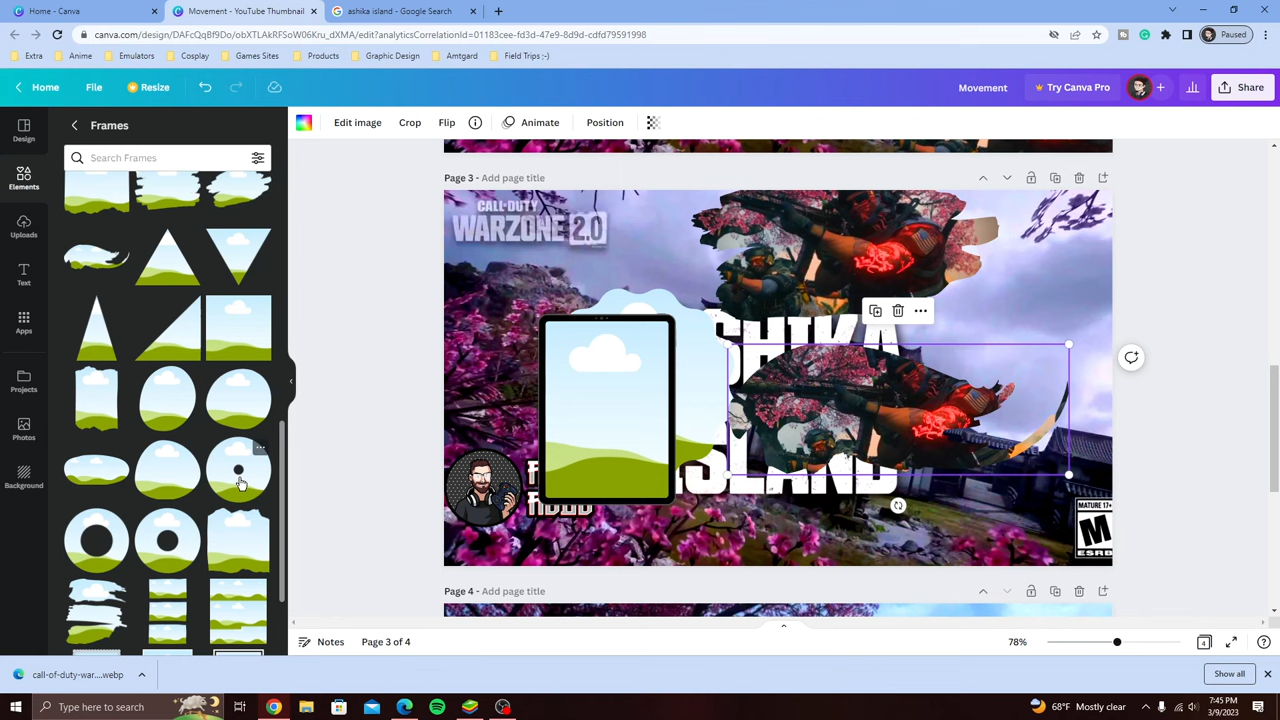 Home - Canva
Movement - YouTube Thumbnail
ashika island - Google Search
canva.com/design/DAFcQqBf9Do/obXTLAkRFSoW06Kru_dXMA/edit?analyticsCorrelationId=01183cee-fd3d-47e9-8d9d-cdfd79591998
Paused
Extra
Anime
Emulators
Cosplay
Games Sites
Products
Graphic Design
Amtgard
Field Trips ;-)
Home
File
Resize
Movement
Try Canva Pro
Share
Design
Elements
Uploads
Text
Apps
Projects
Photos
Background
Frames
Search Frames
Edit image
Crop
Flip
Animate
Position
Page 3 - Add page title
CALL·DUTY
WARZONE 2.0
SHIKA
ISLAND
MATURE 17+
M
ESRB
Page 4 - Add page title
Notes
Page 3 of 4
78%
4
call-of-duty-war....webp
Show all
Type here to search
68°F Mostly clear
7:45 PM
3/9/2023